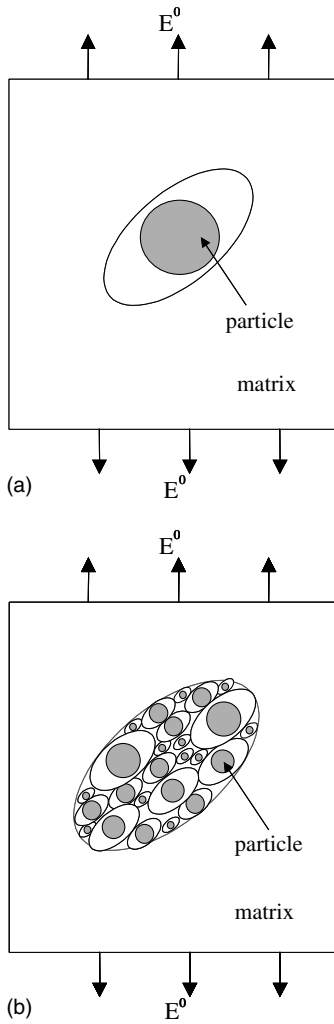 E⁰
particle
matrix
(a)
E⁰
E⁰
particle
matrix
(b)
E⁰